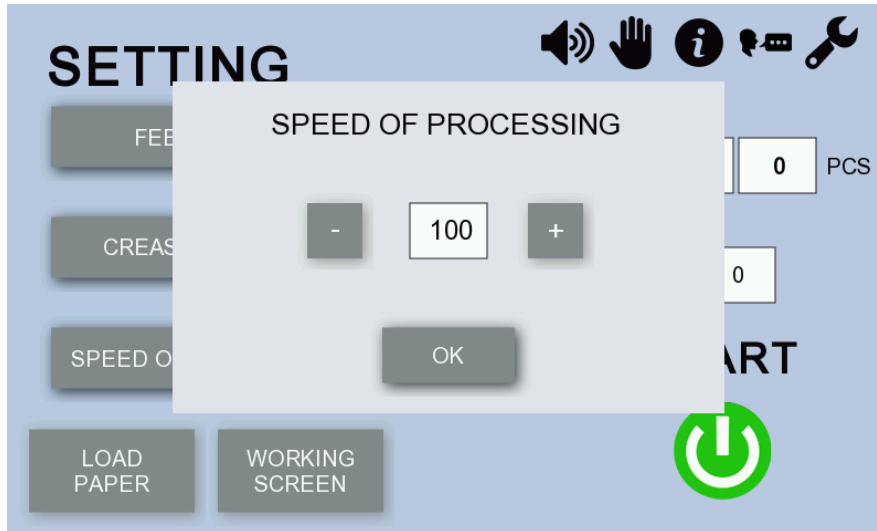 SETTING
SPEED OF PROCESSING
FEE
0 PCS
- 100 +
CREAS
0
OK
SPEED O
ART
LOAD
PAPER
WORKING
SCREEN